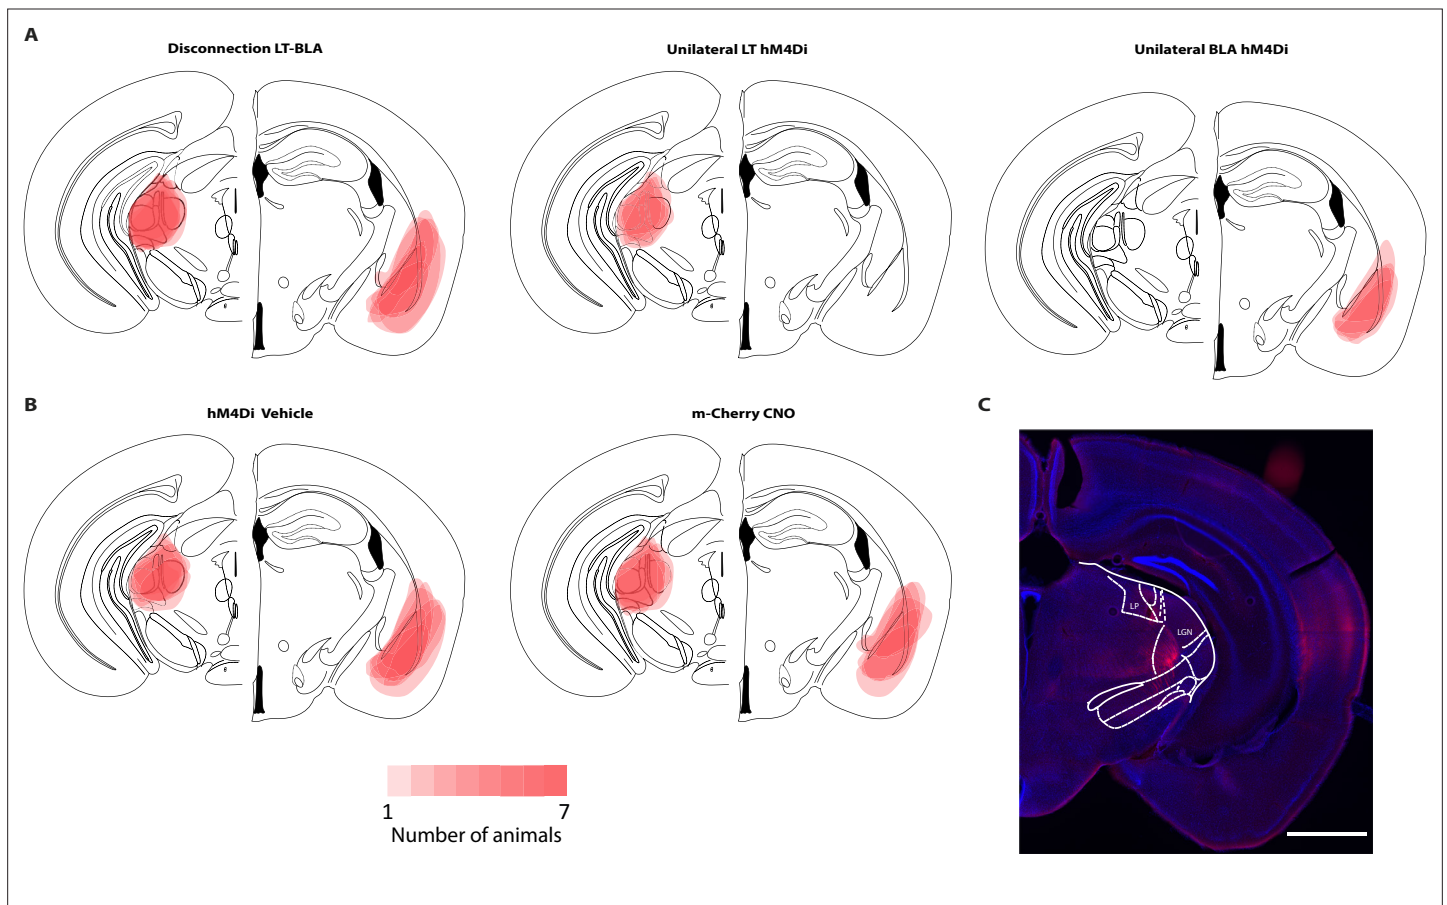 A
Disconnection LT-BLA
Unilateral LT hM4Di
Unilateral BLA hM4Di
B
hM4Di Vehicle
m-Cherry CNO
C
LP
LGN
1
7
Number of animals